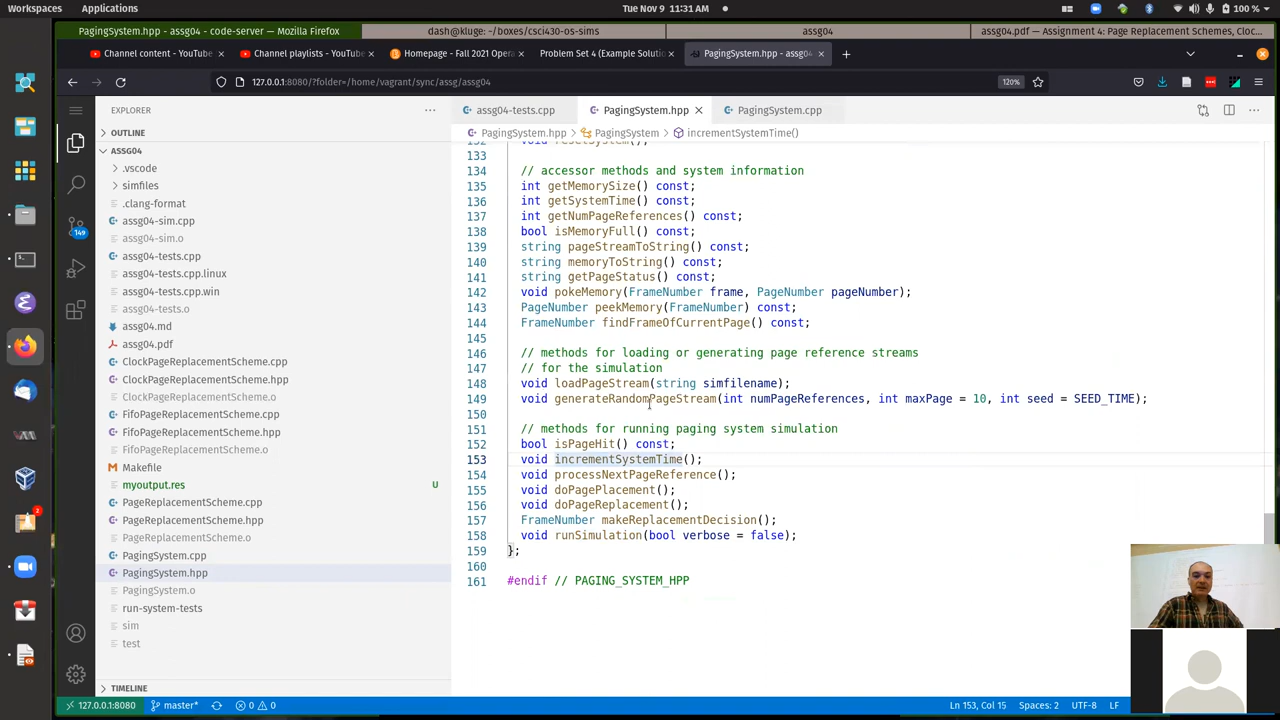 Workspaces
Applications
Tue Nov 9 11:31 AM
100 %
PagingSystem.hpp - assg04 - code-server — Mozilla Firefox
dash@kluge: ~/boxes/csci430-os-sims
assg04
assg04.pdf — Assignment 4: Page Replacement Schemes, Cloc...
Channel content - YouTube
Channel playlists - YouTube
Homepage - Fall 2021 Opera
Problem Set 4 (Example Solutio
PagingSystem.hpp - assg04
127.0.0.1:8080/?folder=/home/vagrant/sync/assg/assg04
120%
EXPLORER
assg04-tests.cpp
PagingSystem.hpp
PagingSystem.cpp
OUTLINE
PagingSystem.hpp > PagingSystem > incrementSystemTime()
ASSG04
.vscode
simfiles
.clang-format
assg04-sim.cpp
assg04-sim.o
assg04-tests.cpp
assg04-tests.cpp.linux
assg04-tests.cpp.win
assg04-tests.o
assg04.md
assg04.pdf
ClockPageReplacementScheme.cpp
ClockPageReplacementScheme.hpp
FifoPageReplacementScheme.cpp
FifoPageReplacementScheme.hpp
FifoPageReplacementScheme.o
Makefile
myoutput.res U
PageReplacementScheme.cpp
PageReplacementScheme.hpp
PageReplacementScheme.o
PagingSystem.cpp
PagingSystem.hpp
PagingSystem.o
run-system-tests
sim
test
TIMELINE
149
2
132 void resetSystem();
133
134 // accessor methods and system information
135 int getMemorySize() const;
136 int getSystemTime() const;
137 int getNumPageReferences() const;
138 bool isMemoryFull() const;
139 string pageStreamToString() const;
140 string memoryToString() const;
141 string getPageStatus() const;
142 void pokeMemory(FrameNumber frame, PageNumber pageNumber);
143 PageNumber peekMemory(FrameNumber) const;
144 FrameNumber findFrameOfCurrentPage() const;
145
146 // methods for loading or generating page reference streams
147 // for the simulation
148 void loadPageStream(string simfilename);
149 void generateRandomPageStream(int numPageReferences, int maxPage = 10, int seed = SEED_TIME);
150
151 // methods for running paging system simulation
152 bool isPageHit() const;
153 void incrementSystemTime();
154 void processNextPageReference();
155 void doPagePlacement();
156 void doPageReplacement();
157 FrameNumber makeReplacementDecision();
158 void runSimulation(bool verbose = false);
159 };
160
161 #endif // PAGING_SYSTEM_HPP
127.0.0.1:8080
master*
0 0
Ln 153, Col 15
Spaces: 2
UTF-8
LF